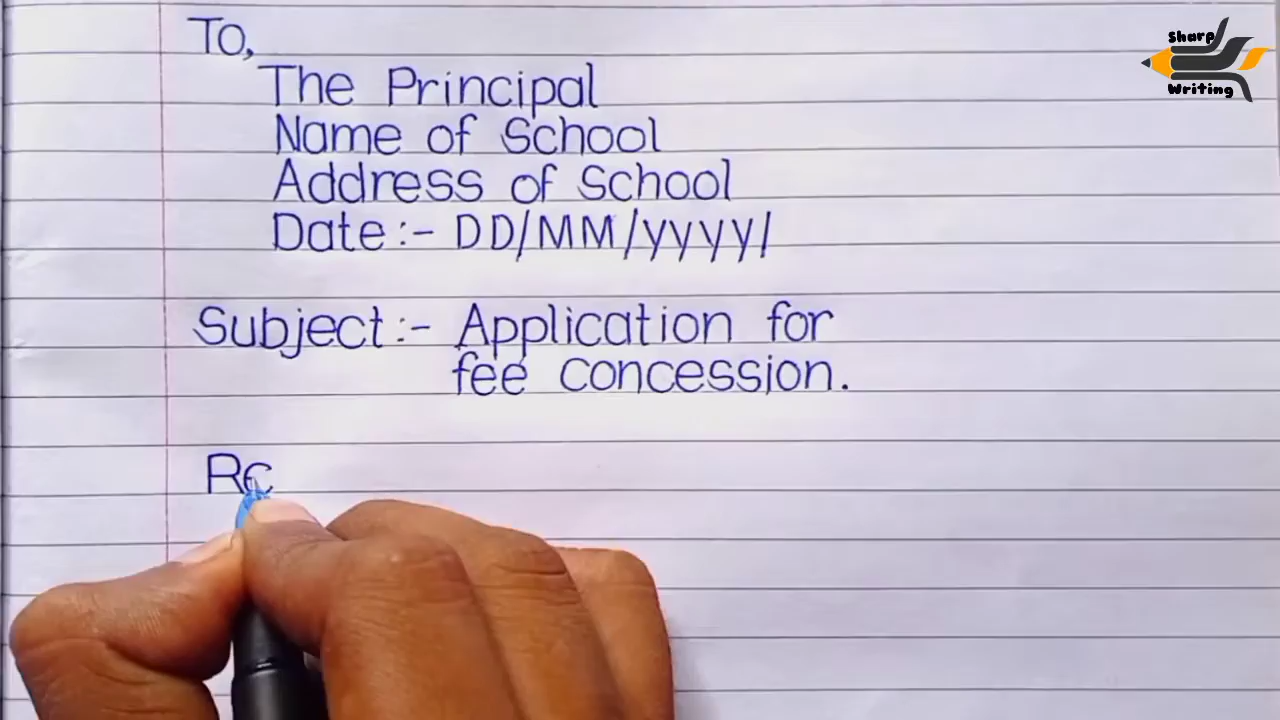 To,
The Principal
Name of School
Address of School
Date:- DD/MM/yyyy/
Subject:- Application for
fee concession.
Re
Sharp
Writing